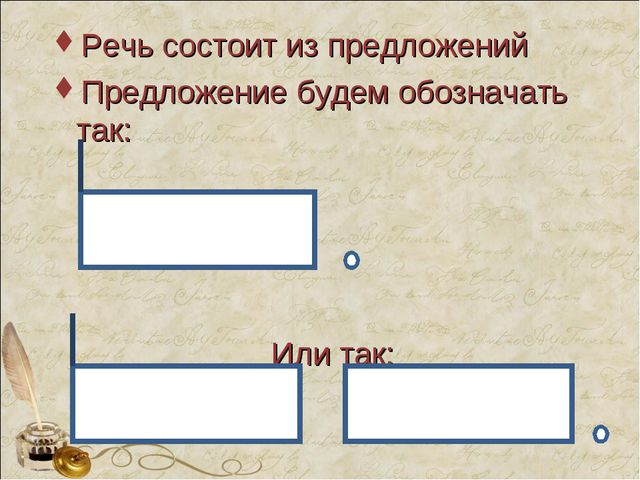 Речь состоит из предложений
Предложение будем обозначать
так:
Или так: